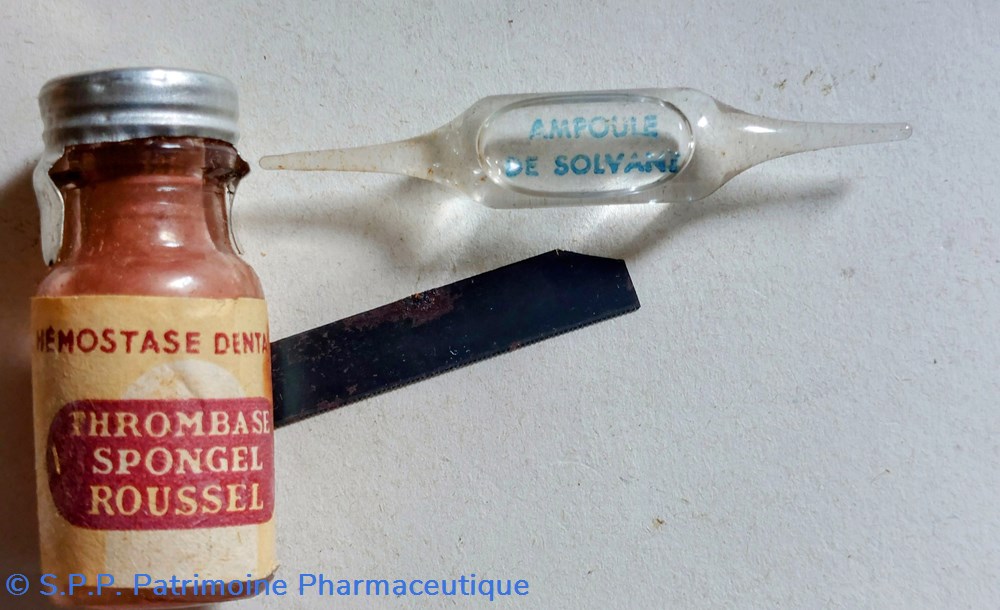 AMPOULE
DE SOLVANT
HÉMOSTASE DENTA
THROMBASE
SPONGEL
ROUSSEL
© S.P.P. Patrimoine Pharmaceutique